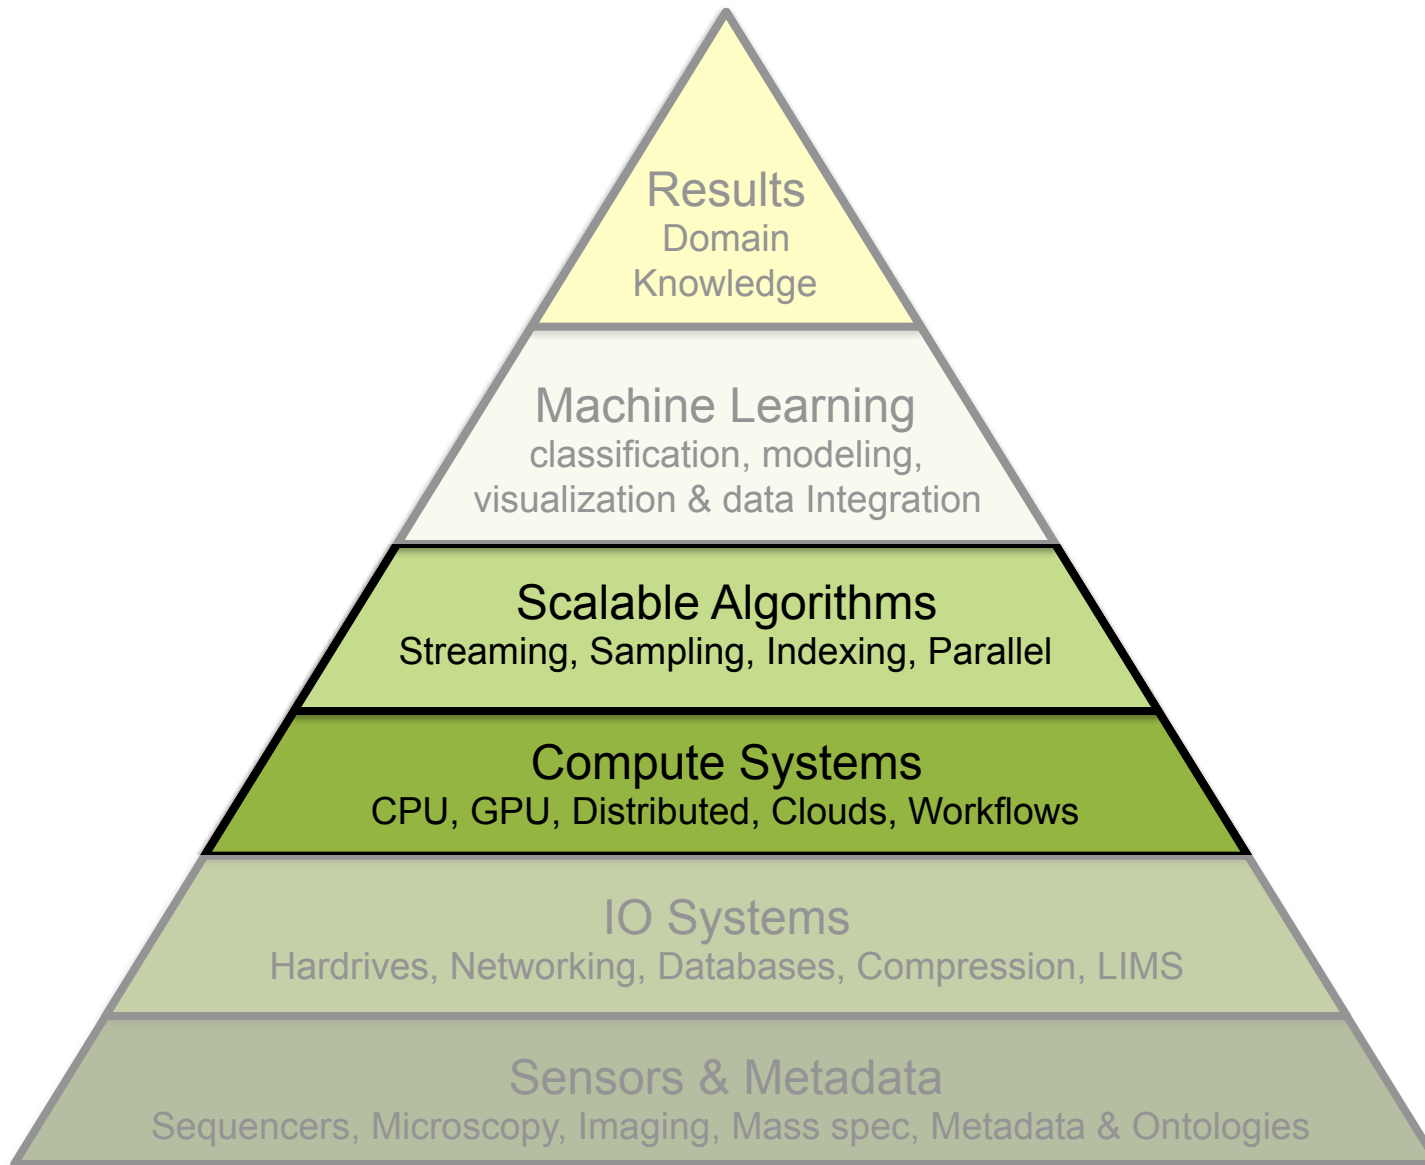 Results
Domain
Knowledge
Machine Learning
classification, modeling,
visualization & data Integration
Scalable Algorithms
Streaming, Sampling, Indexing, Parallel
Compute Systems
CPU, GPU, Distributed, Clouds, Workflows
IO Systems
Hardrives, Networking, Databases, Compression, LIMS
Sensors & Metadata
Sequencers, Microscopy, Imaging, Mass spec, Metadata & Ontologies